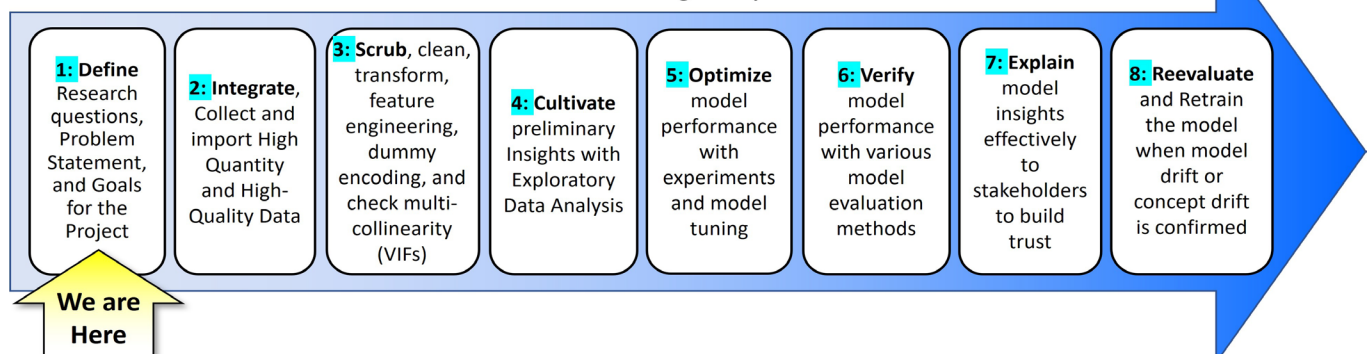 1: Define
Research
questions,
Problem
Statement,
and Goals
for the
Project
2: Integrate,
Collect and
import High
Quantity
and High-
Quality Data
3: Scrub, clean,
transform,
feature
engineering,
dummy
encoding, and
check multi-
collinearity
(VIFs)
4: Cultivate
preliminary
Insights with
Exploratory
Data Analysis
5: Optimize
model
performance
with
experiments
and model
tuning
6: Verify
model
performance
with various
model
evaluation
methods
7: Explain
model
insights
effectively
to
stakeholders
to build
trust
8: Reevaluate
and Retrain
the model
when model
drift or
concept drift
is confirmed
We are
Here